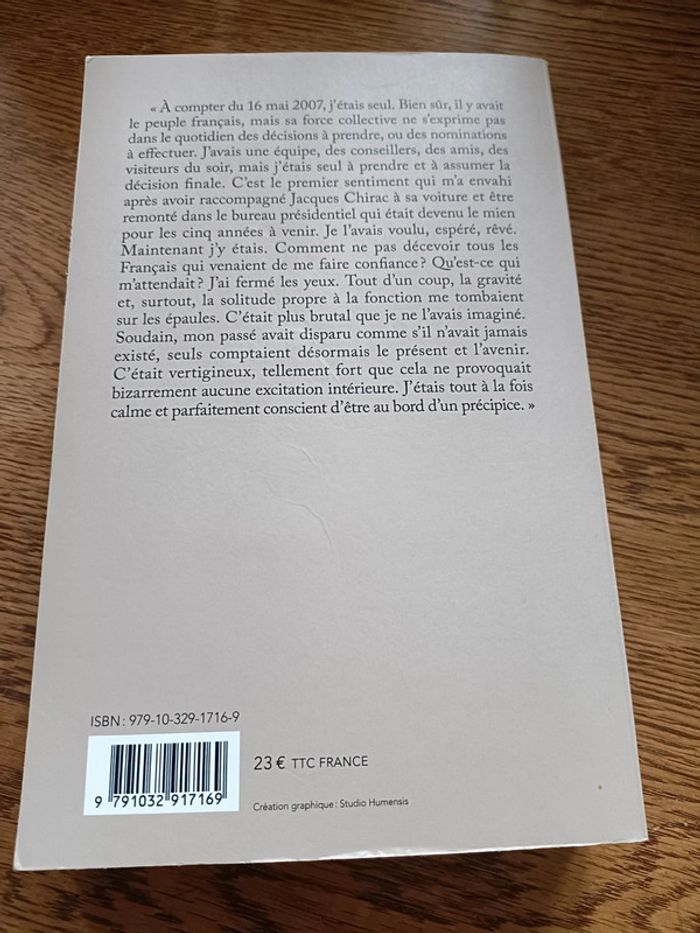 « À compter du 16 mai 2007, j'étais seul. Bien sûr, il y avait
le peuple français, mais sa force collective ne s'exprime pas
dans le quotidien des décisions à prendre, ou des nominations
à effectuer. J'avais une équipe, des conseillers, des amis, des
visiteurs du soir, mais j'étais seul à prendre et à assumer la
décision finale. C'est le premier sentiment qui m'a envahi
après avoir raccompagné Jacques Chirac à sa voiture et être
remonté dans le bureau présidentiel qui était devenu le mien
pour les cinq années à venir. Je l'avais voulu, espéré, rêvé.
Maintenant j'y étais. Comment ne pas décevoir tous les
Français qui venaient de me faire confiance ? Qu'est-ce qui
m'attendait ? J'ai fermé les yeux. Tout d'un coup, la gravité
et, surtout, la solitude propre à la fonction me tombaient
sur les épaules. C'était plus brutal que je ne l'avais imaginé.
Soudain, mon passé avait disparu comme s'il n'avait jamais
existé, seuls comptaient désormais le présent et l'avenir.
C'était vertigineux, tellement fort que cela ne provoquait
bizarrement aucune excitation intérieure. J'étais tout à la fois
calme et parfaitement conscient d'être au bord d'un précipice. »
ISBN : 979-10-329-1716-9
9 791032 917169
23 € TTC FRANCE
Création graphique : Studio Humensis